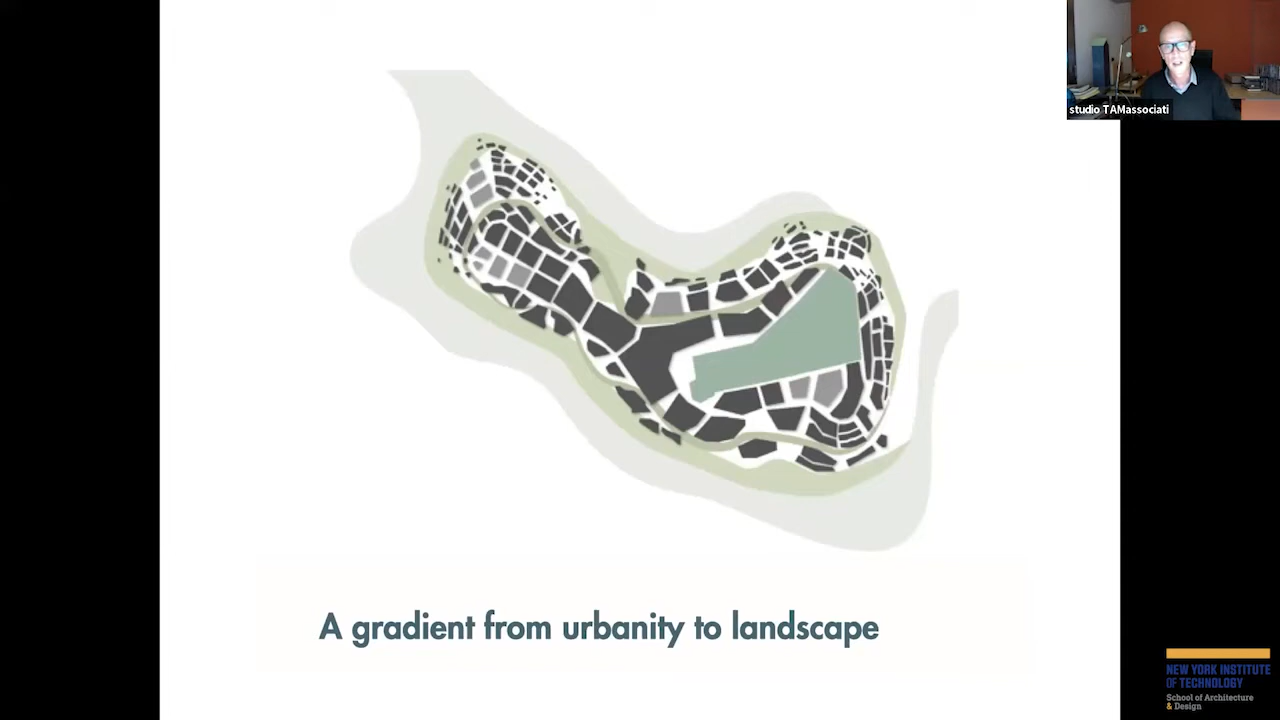 studio TAMassociati
A gradient from urbanity to landscape
NEW YORK INSTITUTE
OF TECHNOLOGY
School of Architecture
& Design